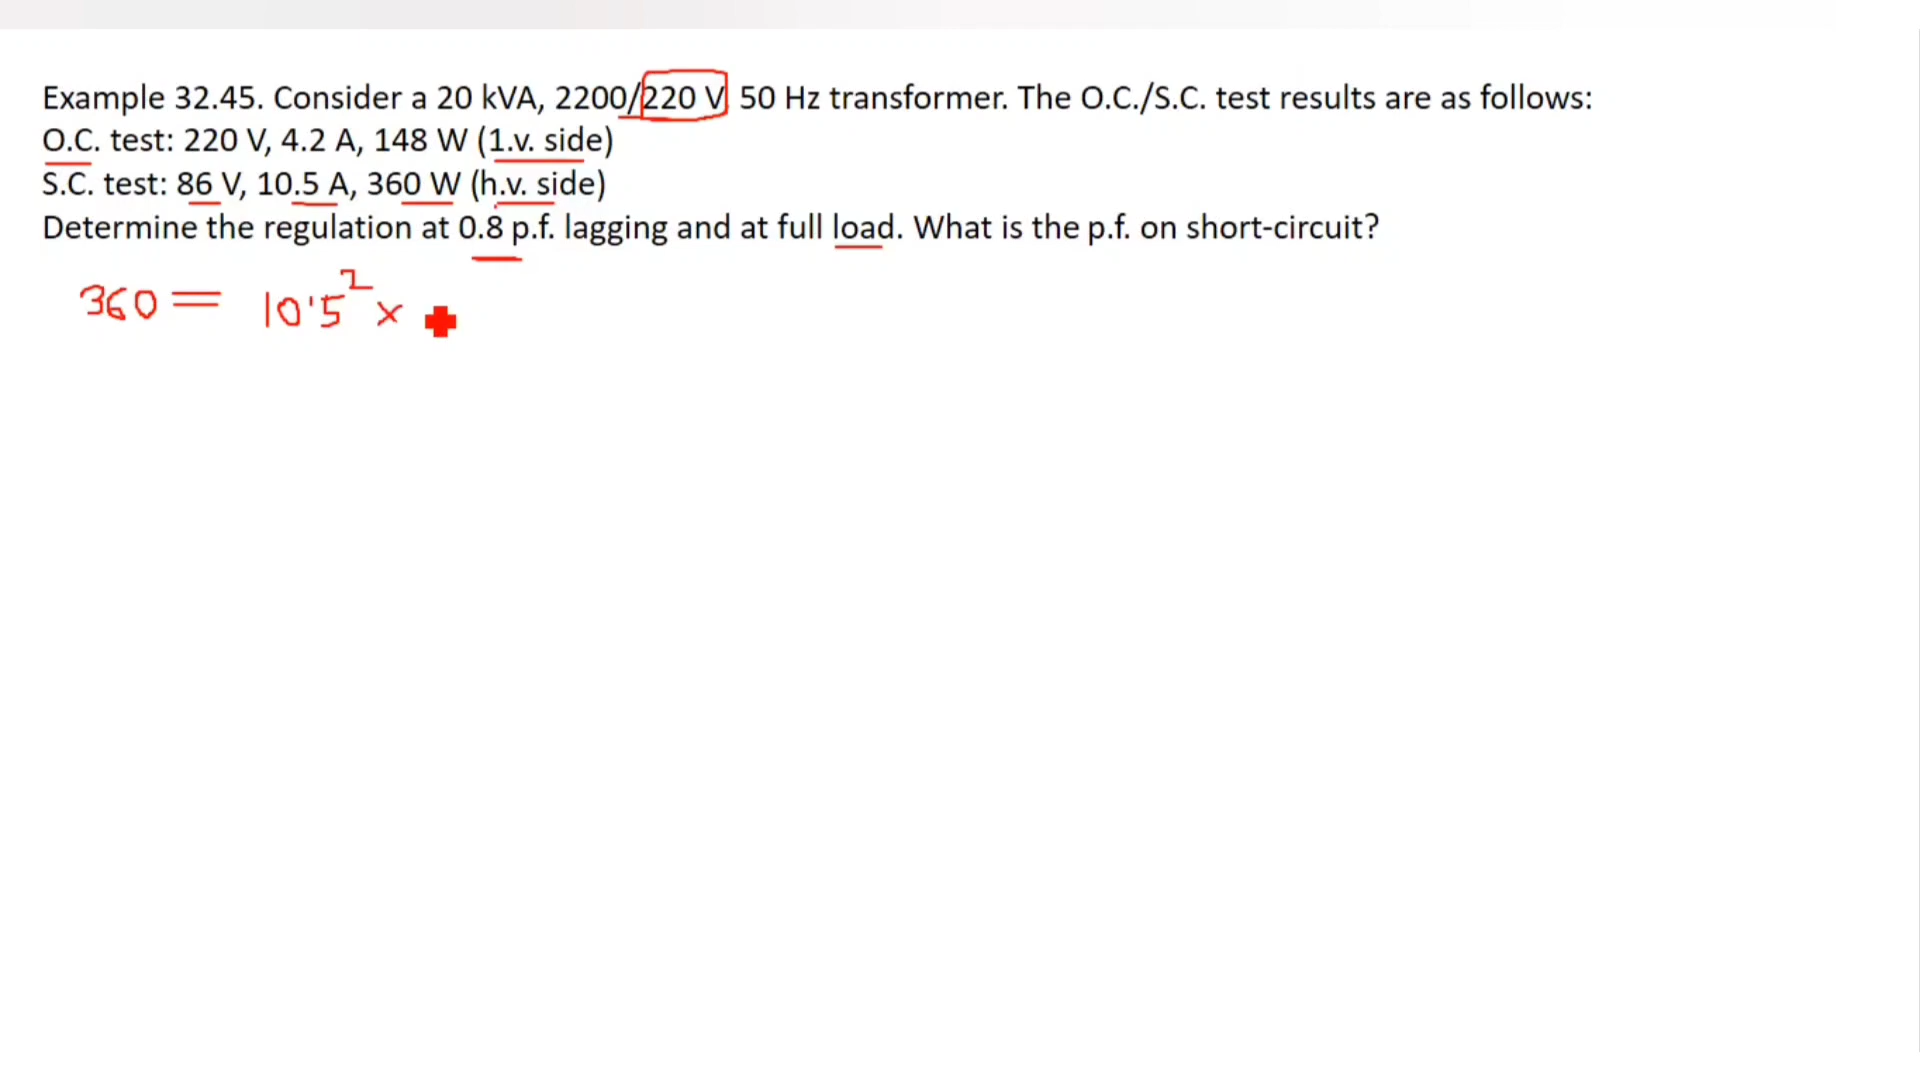 Example 32.45. Consider a 20 kVA, 2200/220 V 50 Hz transformer. The O.C./S.C. test results are as follows:
O.C. test: 220 V, 4.2 A, 148 W (1.v. side)
S.C. test: 86 V, 10.5 A, 360 W (h.v. side)
Determine the regulation at 0.8 p.f. lagging and at full load. What is the p.f. on short-circuit?
360 = 10.5² ×